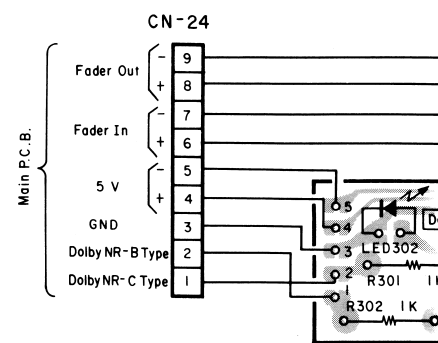 CN-24
Main P.C.B.
Fader Out - 9
+ 8
Fader In - 7
+ 6
5 V - 5
+ 4
GND 3
Dolby NR-B Type 2
Dolby NR-C Type 1
5
4
3
2
1
LED302
R301 1K
R302 1K